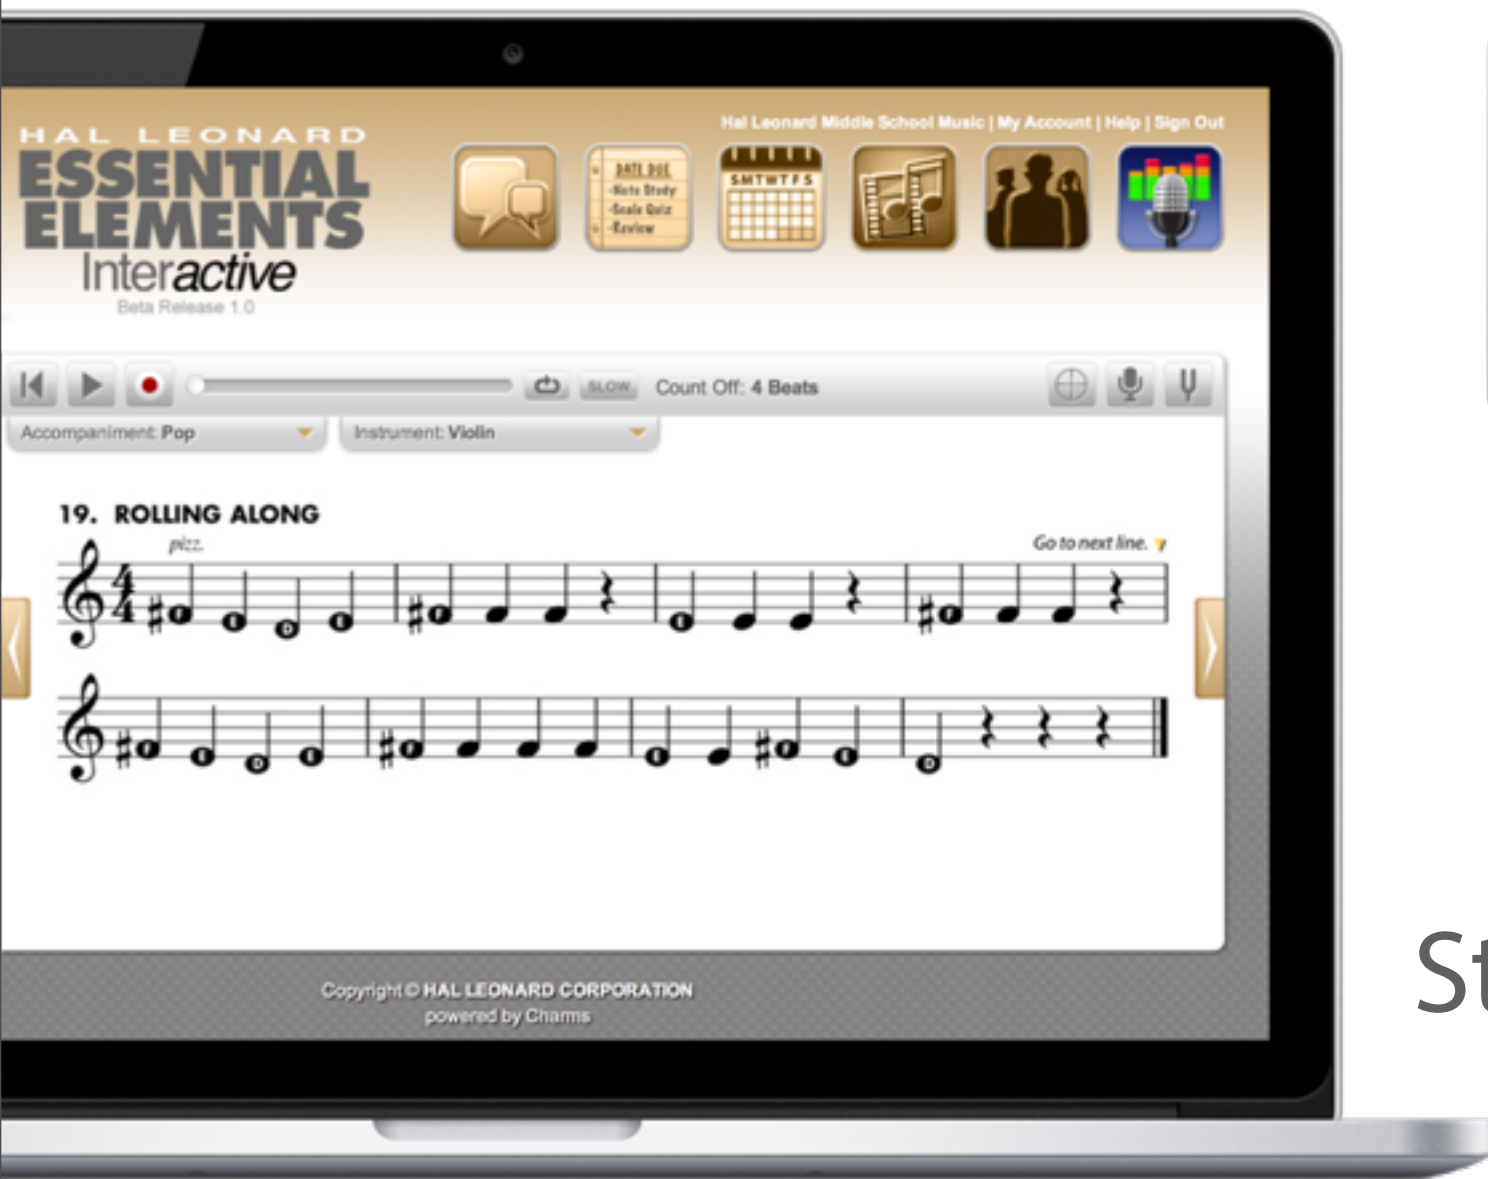 Hal Leonard Middle School Music | My Account | Help | Sign Out
HAL LEONARD
ESSENTIAL
ELEMENTS
Interactive
Beta Release 1.0
DATE DUE
-Note Study
-Scale Quiz
-Review
S M T W T F S
SLOW
Count Off: 4 Beats
Accompaniment: Pop
Instrument: Violin
19. ROLLING ALONG
pizz.
Go to next line.
4
4
F E D E F E F
F E D E F E F E D
Copyright © HAL LEONARD CORPORATION
powered by Charms
St